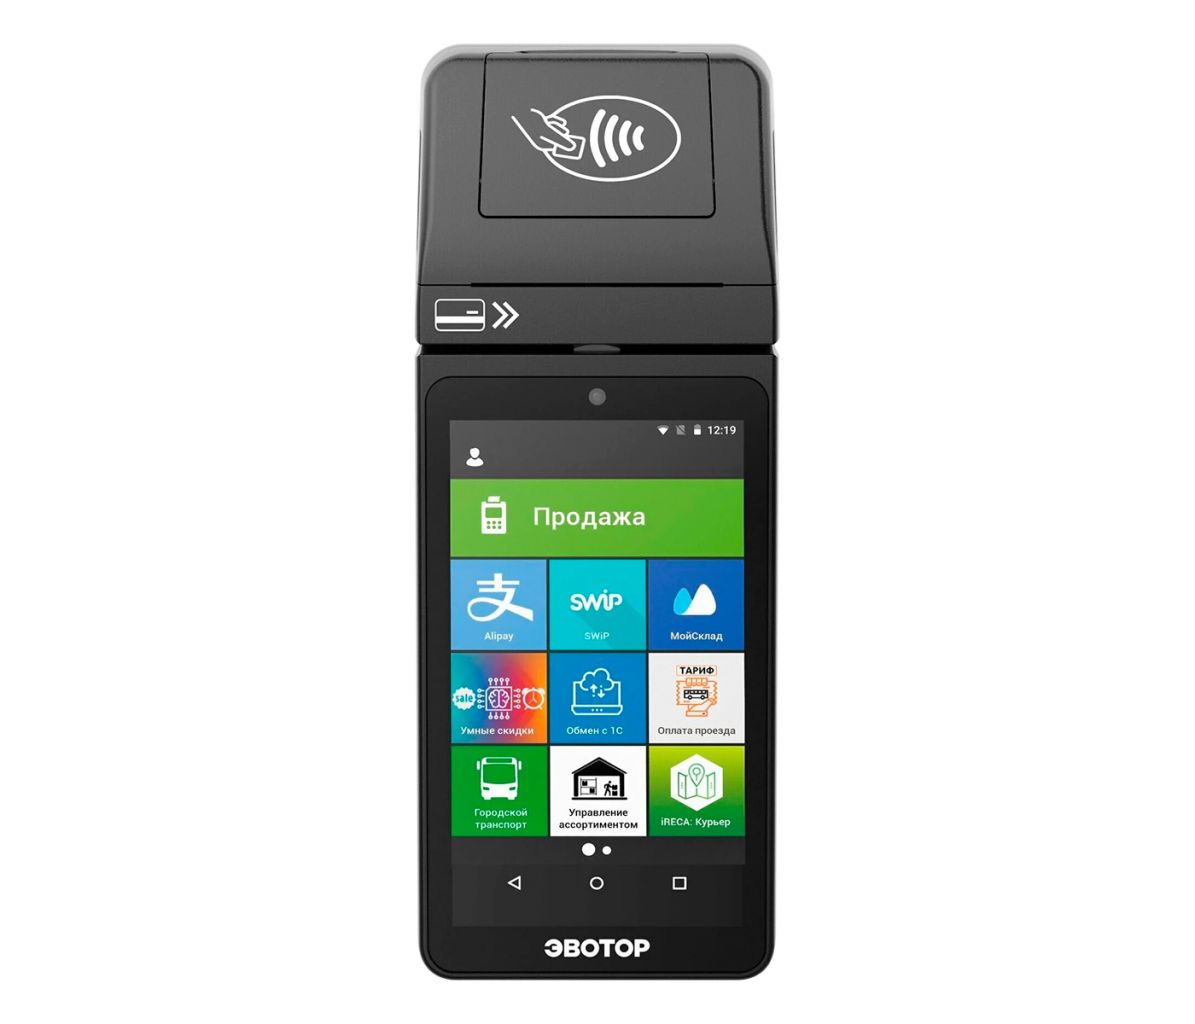 12:19
Продажа
支
SWiP
Alipay
SWiP
МойСклад
sale
ТАРИФ
Умные скидки
Обмен с 1С
Оплата проезда
Городской
транспорт
Управление
ассортиментом
iRECA: Курьер
ЭВОТОР